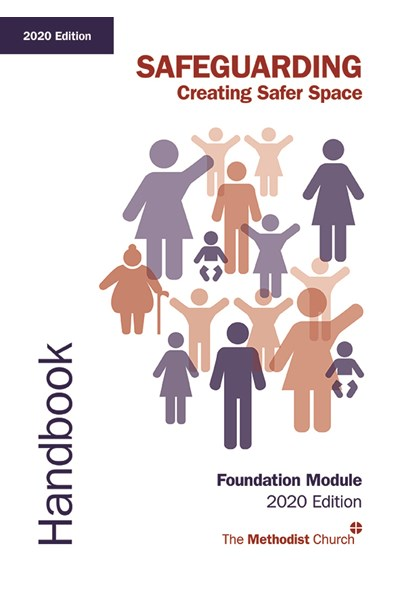 2020 Edition
SAFEGUARDING
Creating Safer Space
Handbook
Foundation Module
2020 Edition
The Methodist Church